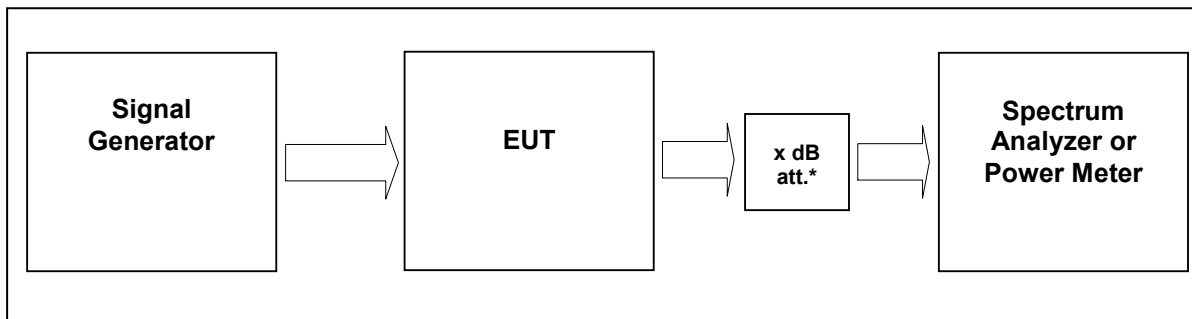 Signal
Generator
EUT
x dB
att.*
Spectrum
Analyzer or
Power Meter